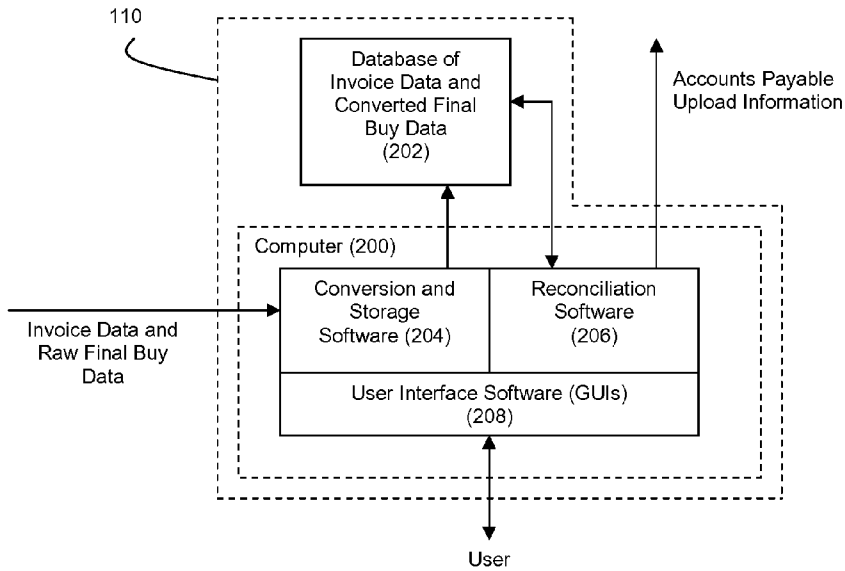 110
Database of
Invoice Data and
Converted Final
Buy Data
(202)
Accounts Payable
Upload Information
Computer (200)
Conversion and
Storage
Software (204)
Reconciliation
Software
(206)
Invoice Data and
Raw Final Buy
Data
User Interface Software (GUIs)
(208)
User